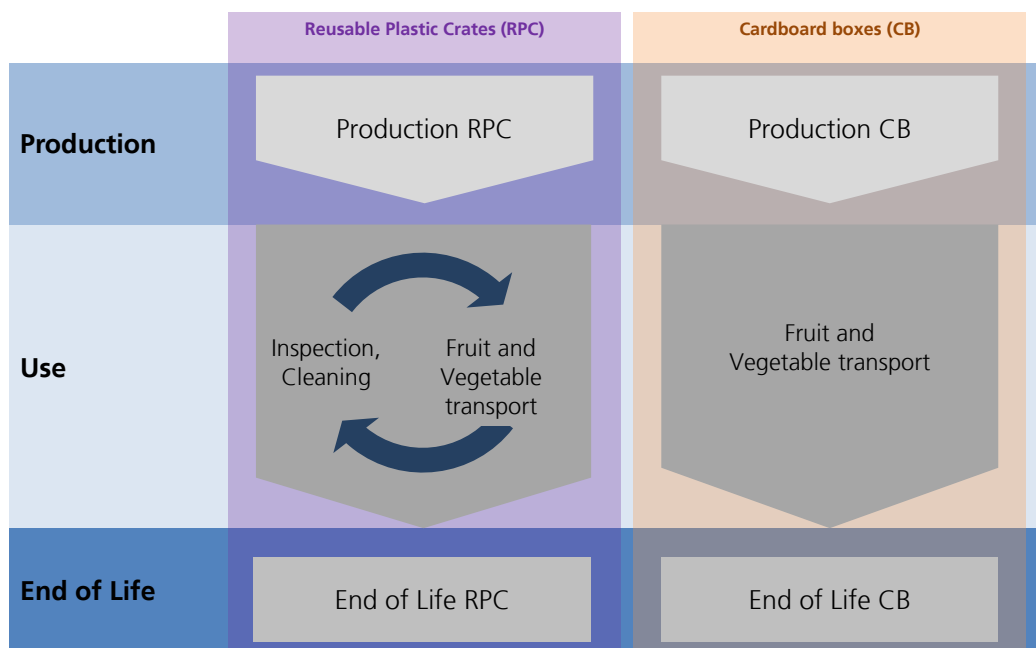 Reusable Plastic Crates (RPC)
Cardboard boxes (CB)
Production
Production RPC
Production CB
Use
Inspection,
Cleaning
Fruit and
Vegetable
transport
Fruit and
Vegetable transport
End of Life
End of Life RPC
End of Life CB